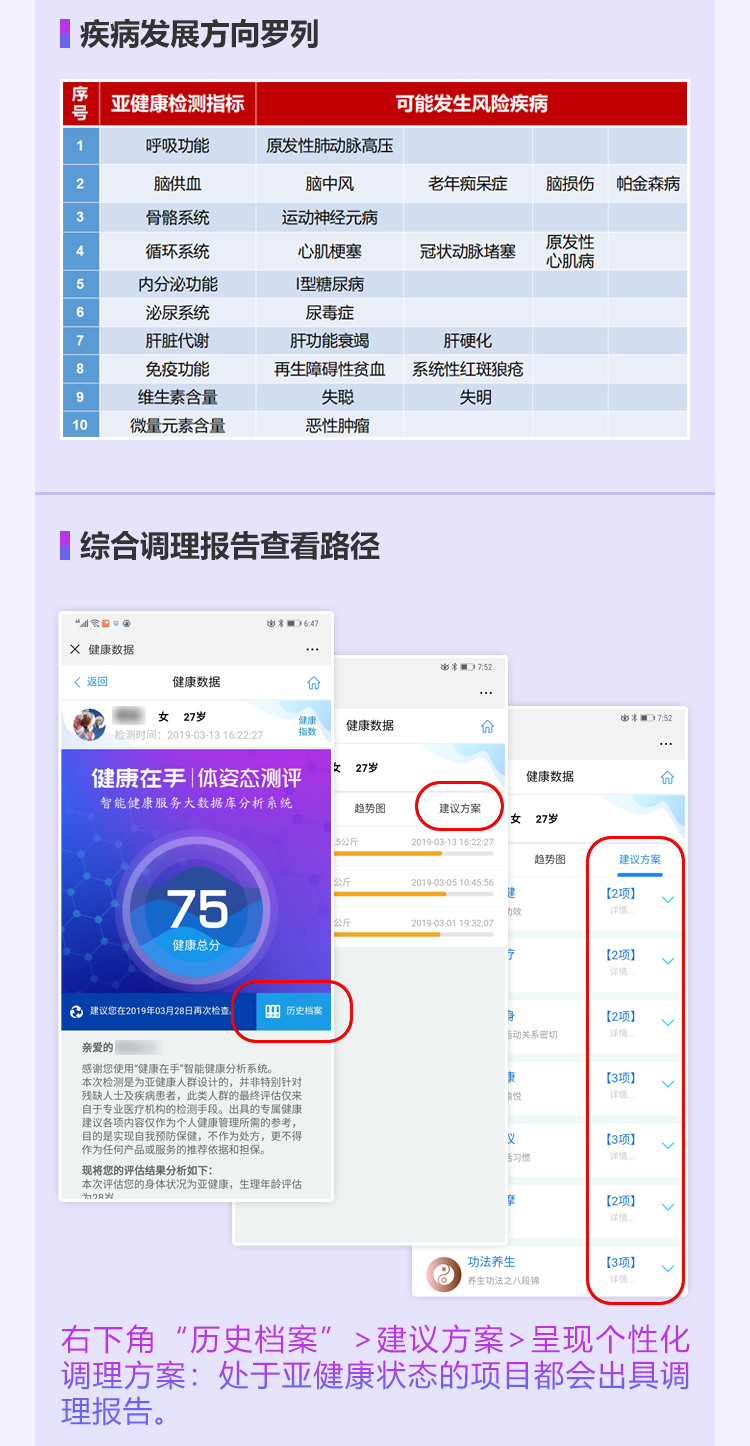 疾病发展方向罗列
序号 亚健康检测指标 可能发生风险疾病
1 呼吸功能 原发性肺动脉高压
2 脑供血 脑中风 老年痴呆症 脑损伤 帕金森病
3 骨骼系统 运动神经元病
4 循环系统 心肌梗塞 冠状动脉堵塞 原发性心肌病
5 内分泌功能 I型糖尿病
6 泌尿系统 尿毒症
7 肝脏代谢 肝功能衰竭 肝硬化
8 免疫功能 再生障碍性贫血 系统性红斑狼疮
9 维生素含量 失聪 失明
10 微量元素含量 恶性肿瘤
综合调理报告查看路径
6:47
健康数据
返回 健康数据
女 27岁
检测时间：2019-03-13 16:22:27
健康
指数
健康在手|体姿态测评
智能健康服务大数据库分析系统
75
健康总分
建议您在2019年03月28日再次检查。
历史档案
亲爱的
感谢您使用“健康在手”智能健康分析系统。
本次检测是为亚健康人群设计的，并非特别针对
残缺人士及疾病患者，此类人群的最终评估仅来
自于专业医疗机构的检测手段。出具的专属健康
建议各项内容仅作为个人健康管理所需的参考，
目的是实现自我预防保健，不作为处方，更不得
作为任何产品或服务的推荐依据和担保。
现将您的评估结果分析如下：
本次评估您的身体状况为亚健康，生理年龄评估
为28岁
7:52
健康数据
女 27岁
趋势图 建议方案
.5公斤 2019-03-13 16:22:27
公斤 2019-03-05 10:45:56
公斤 2019-03-01 19:32:07
7:52
健康数据
女 27岁
趋势图 建议方案
建 【2项】
功效 详情...
疗 【2项】
详情...
身 【2项】
运动关系密切 详情...
康 【3项】
愉悦 详情...
议 【3项】
活习惯 详情...
摩 【2项】
详情...
功法养生 【3项】
养生功法之八段锦 详情...
右下角“历史档案”>建议方案>呈现个性化
调理方案：处于亚健康状态的项目都会出具调
理报告。